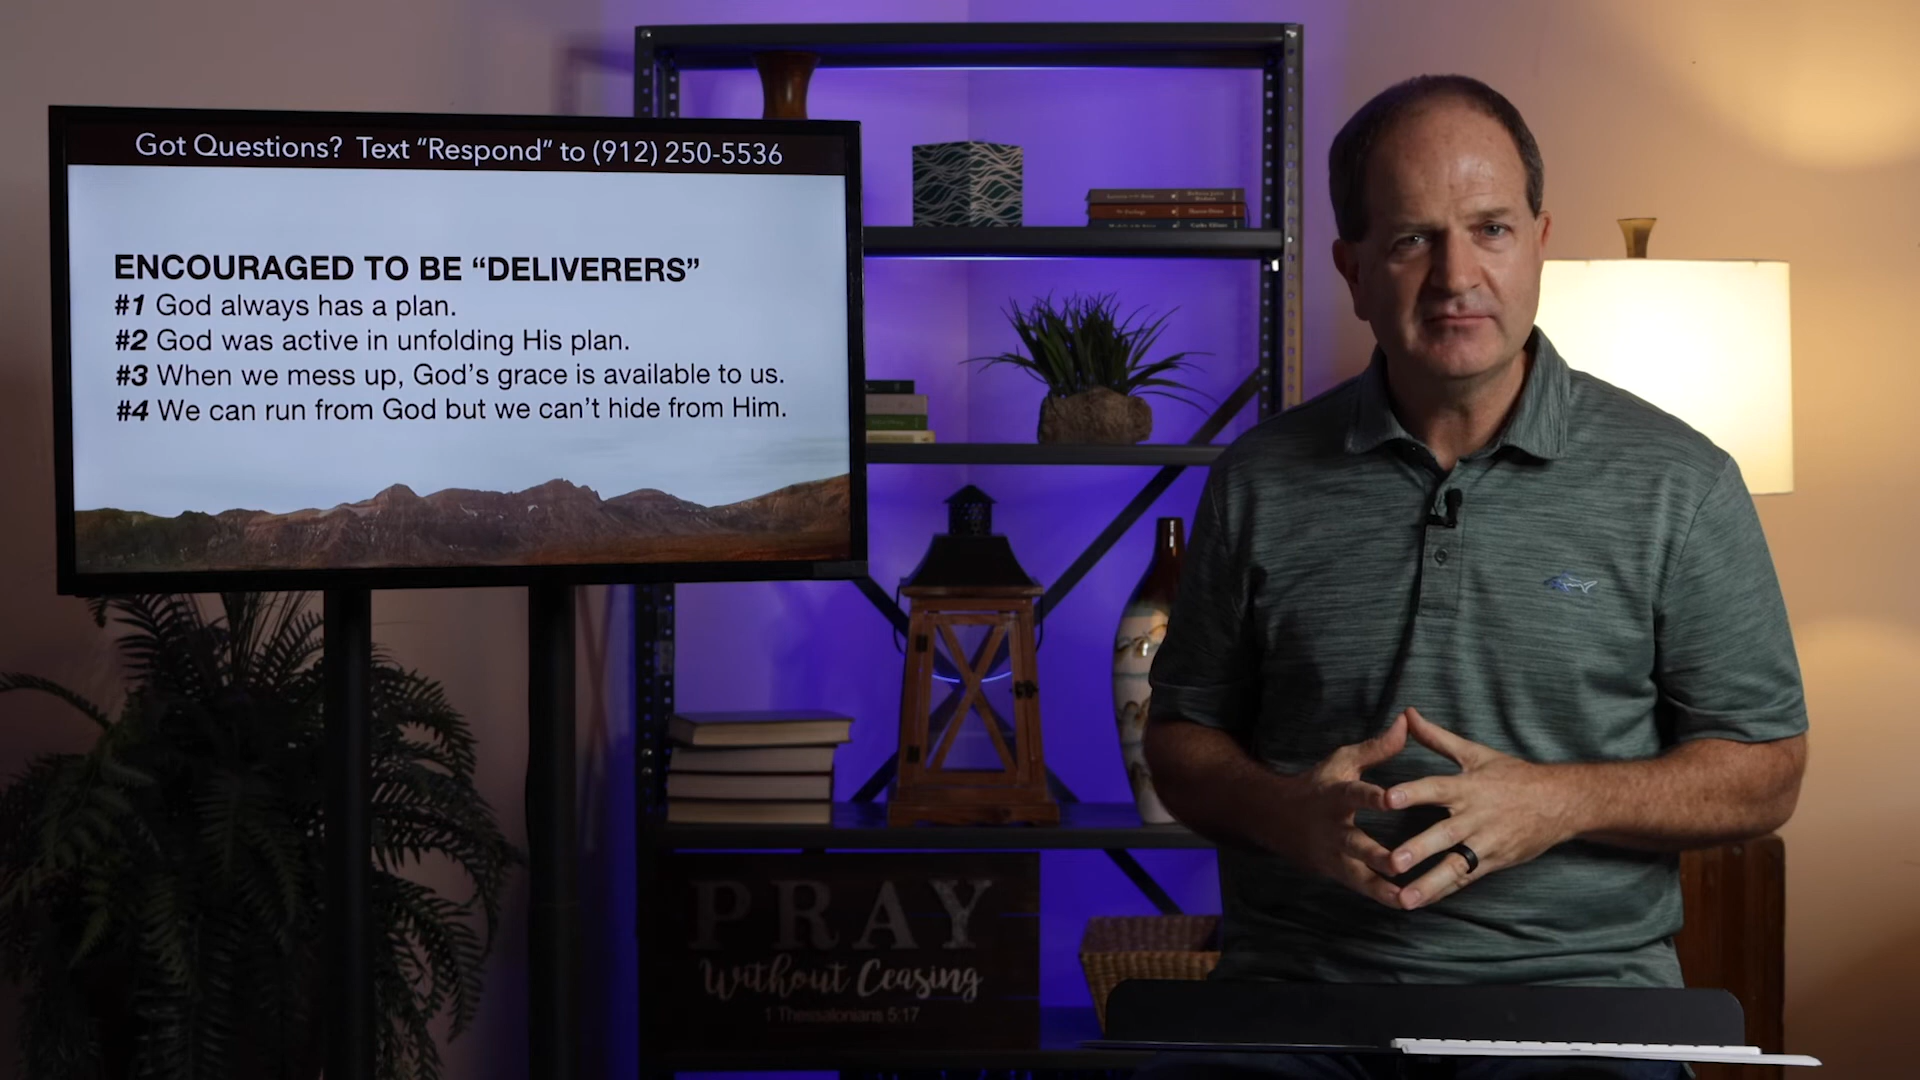 Got Questions? Text “Respond” to (912) 250-5536
ENCOURAGED TO BE “DELIVERERS”
#1 God always has a plan.
#2 God was active in unfolding His plan.
#3 When we mess up, God’s grace is available to us.
#4 We can run from God but we can’t hide from Him.
PRAY
Without Ceasing
1 Thessalonians 5:17